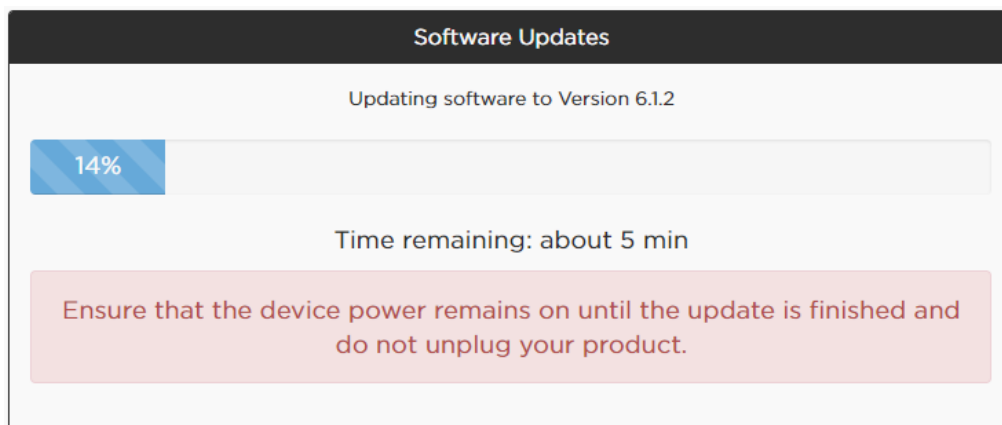 Software Updates
Updating software to Version 6.1.2
14%
Time remaining: about 5 min
Ensure that the device power remains on until the update is finished and
do not unplug your product.